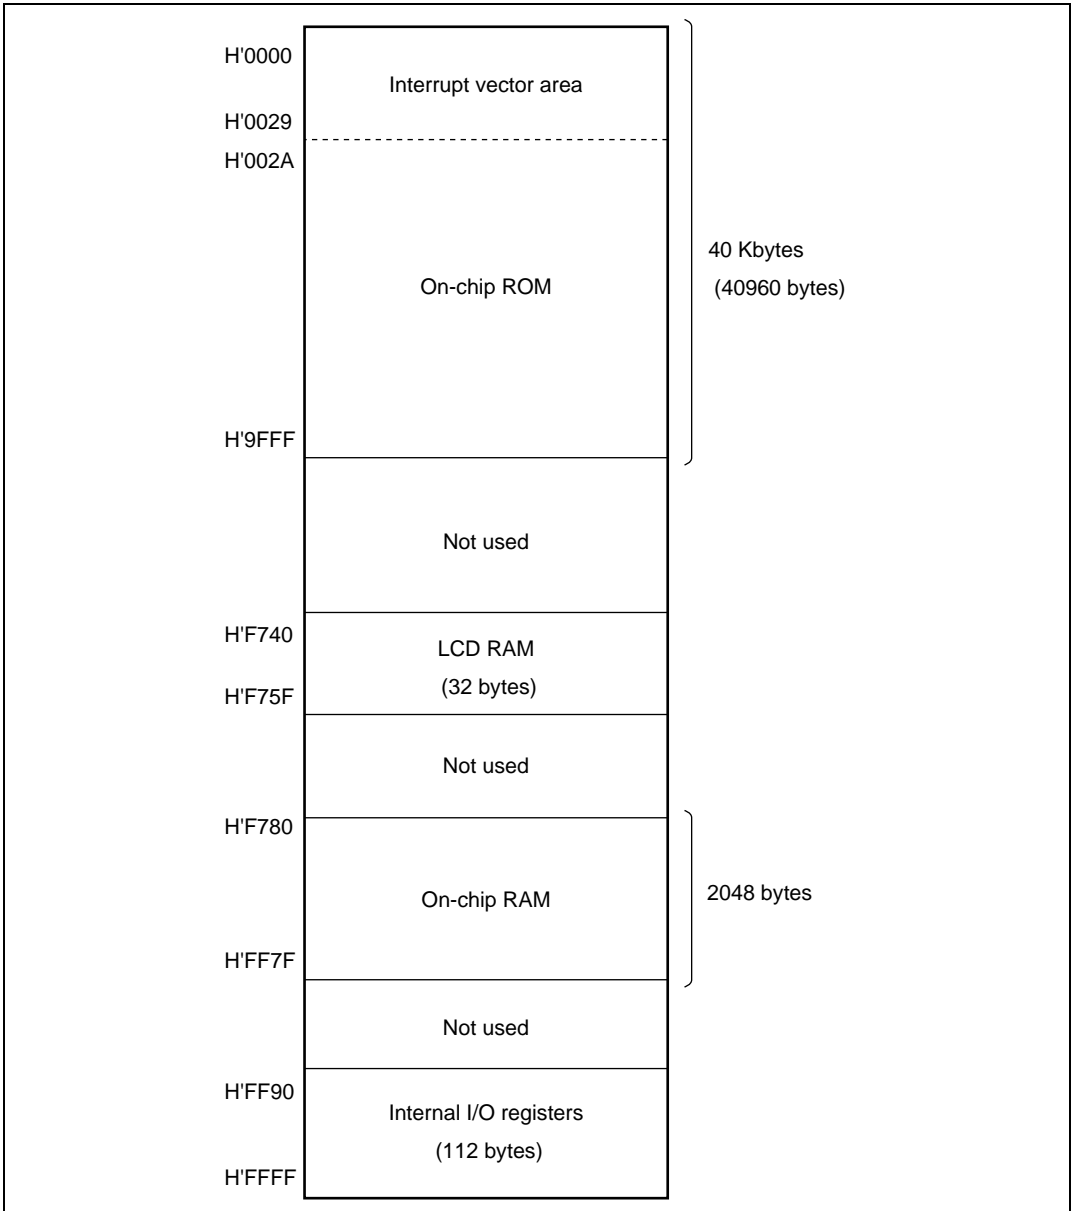 H'0000
Interrupt vector area
H'0029
H'002A
40 Kbytes
On-chip ROM
(40960 bytes)
H'9FFF
Not used
H'F740
LCD RAM
(32 bytes)
H'F75F
Not used
H'F780
On-chip RAM
2048 bytes
H'FF7F
Not used
H'FF90
Internal I/O registers
(112 bytes)
H'FFFF